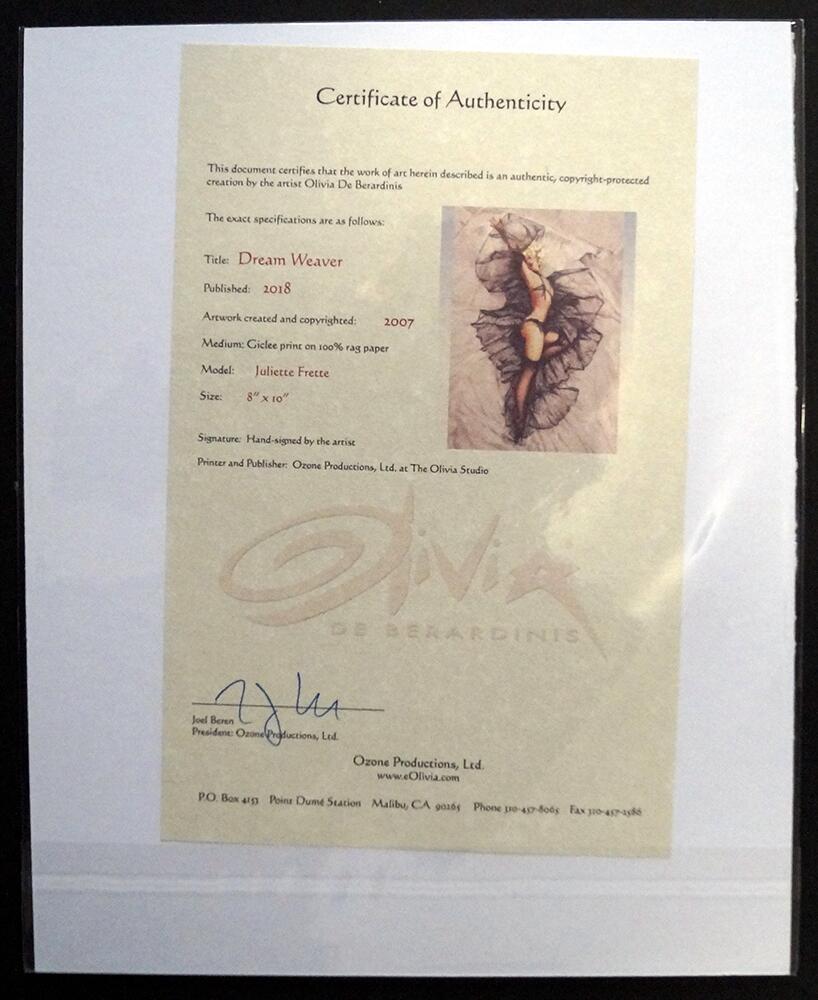 Certificate of Authenticity
This document certifies that the work of art herein described is an authentic, copyright-protected
creation by the artist Olivia De Berardinis
The exact specifications are as follows:
Title: Dream Weaver
Published: 2018
Artwork created and copyrighted: 2007
Medium: Giclee print on 100% rag paper
Model: Juliette Frette
Size: 8" x 10"
Signature: Hand-signed by the artist
Printer and Publisher: Ozone Productions, Ltd. at The Olivia Studio
Olivia
DE BERARDINIS
Joel Beren
President: Ozone Productions, Ltd.
Ozone Productions, Ltd.
www.eOlivia.com
P.O. Box 4153 Point Dume Station Malibu, CA 90265 Phone 310-457-8065 Fax 310-457-2586